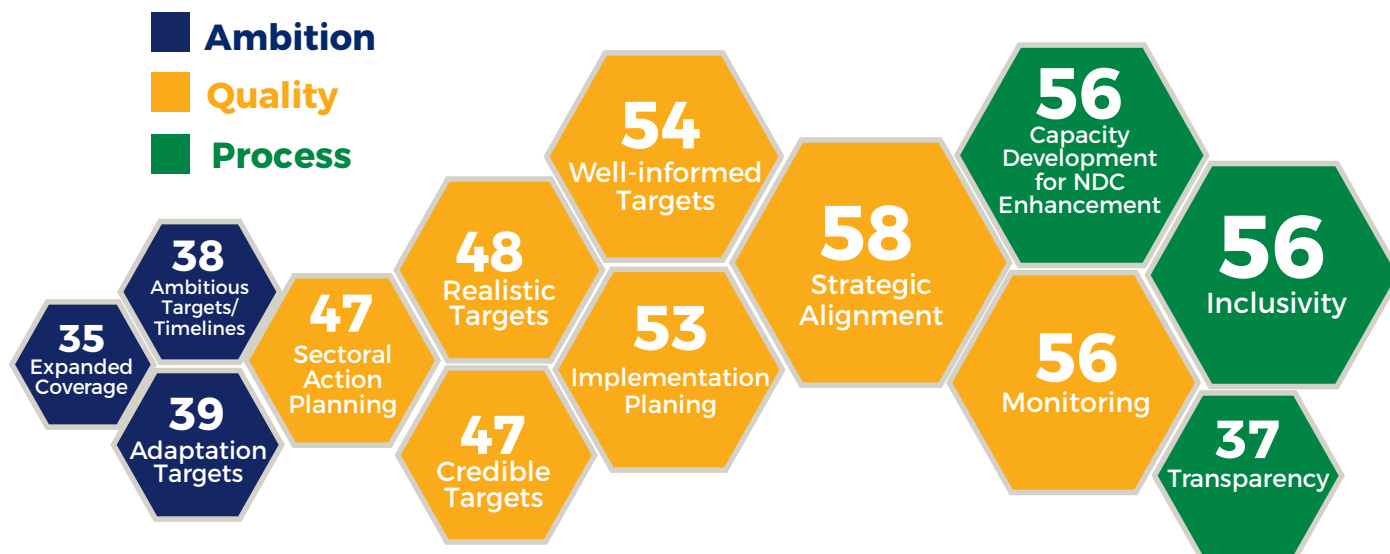 Ambition
Quality
Process
35
Expanded
Coverage
38
Ambitious
Targets/
Timelines
39
Adaptation
Targets
47
Sectoral
Action
Planning
48
Realistic
Targets
47
Credible
Targets
54
Well-informed
Targets
53
Implementation
Planing
58
Strategic
Alignment
56
Capacity
Development
for NDC
Enhancement
56
Monitoring
56
Inclusivity
37
Transparency